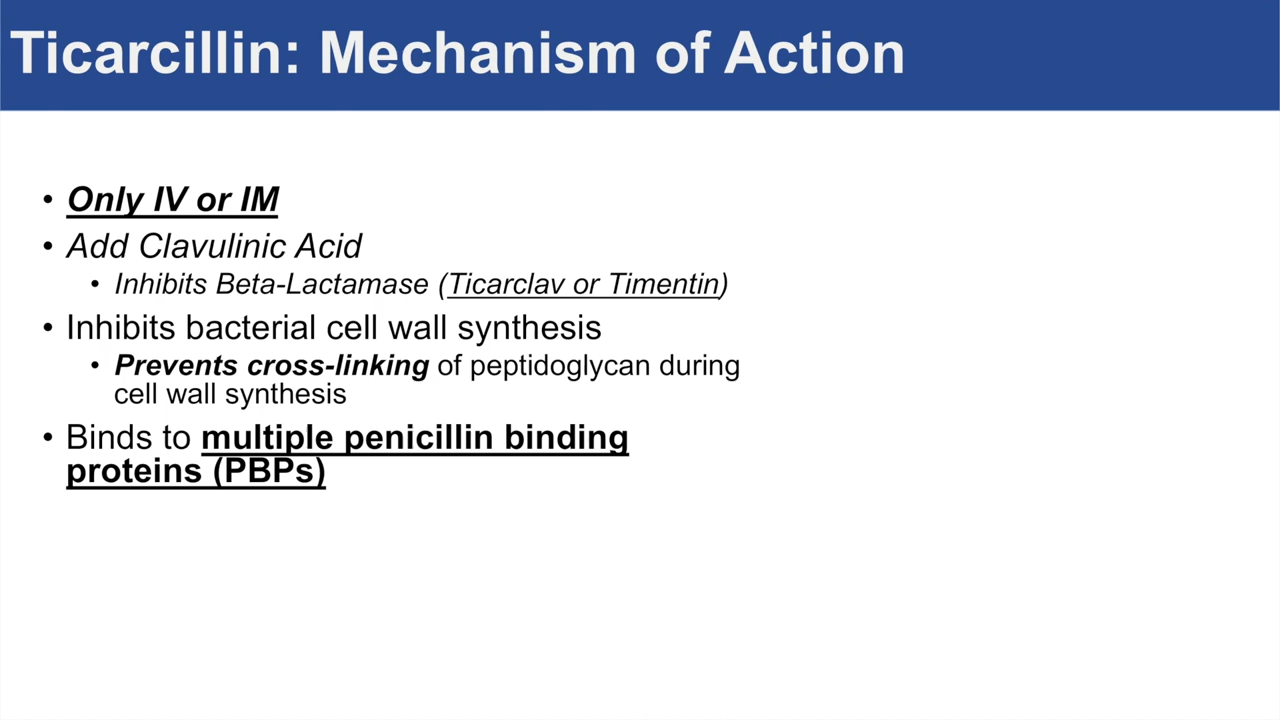 Ticarcillin: Mechanism of Action
• Only IV or IM
• Add Clavulinic Acid
• Inhibits Beta-Lactamase (Ticarclav or Timentin)
• Inhibits bacterial cell wall synthesis
• Prevents cross-linking of peptidoglycan during
cell wall synthesis
• Binds to multiple penicillin binding
proteins (PBPs)